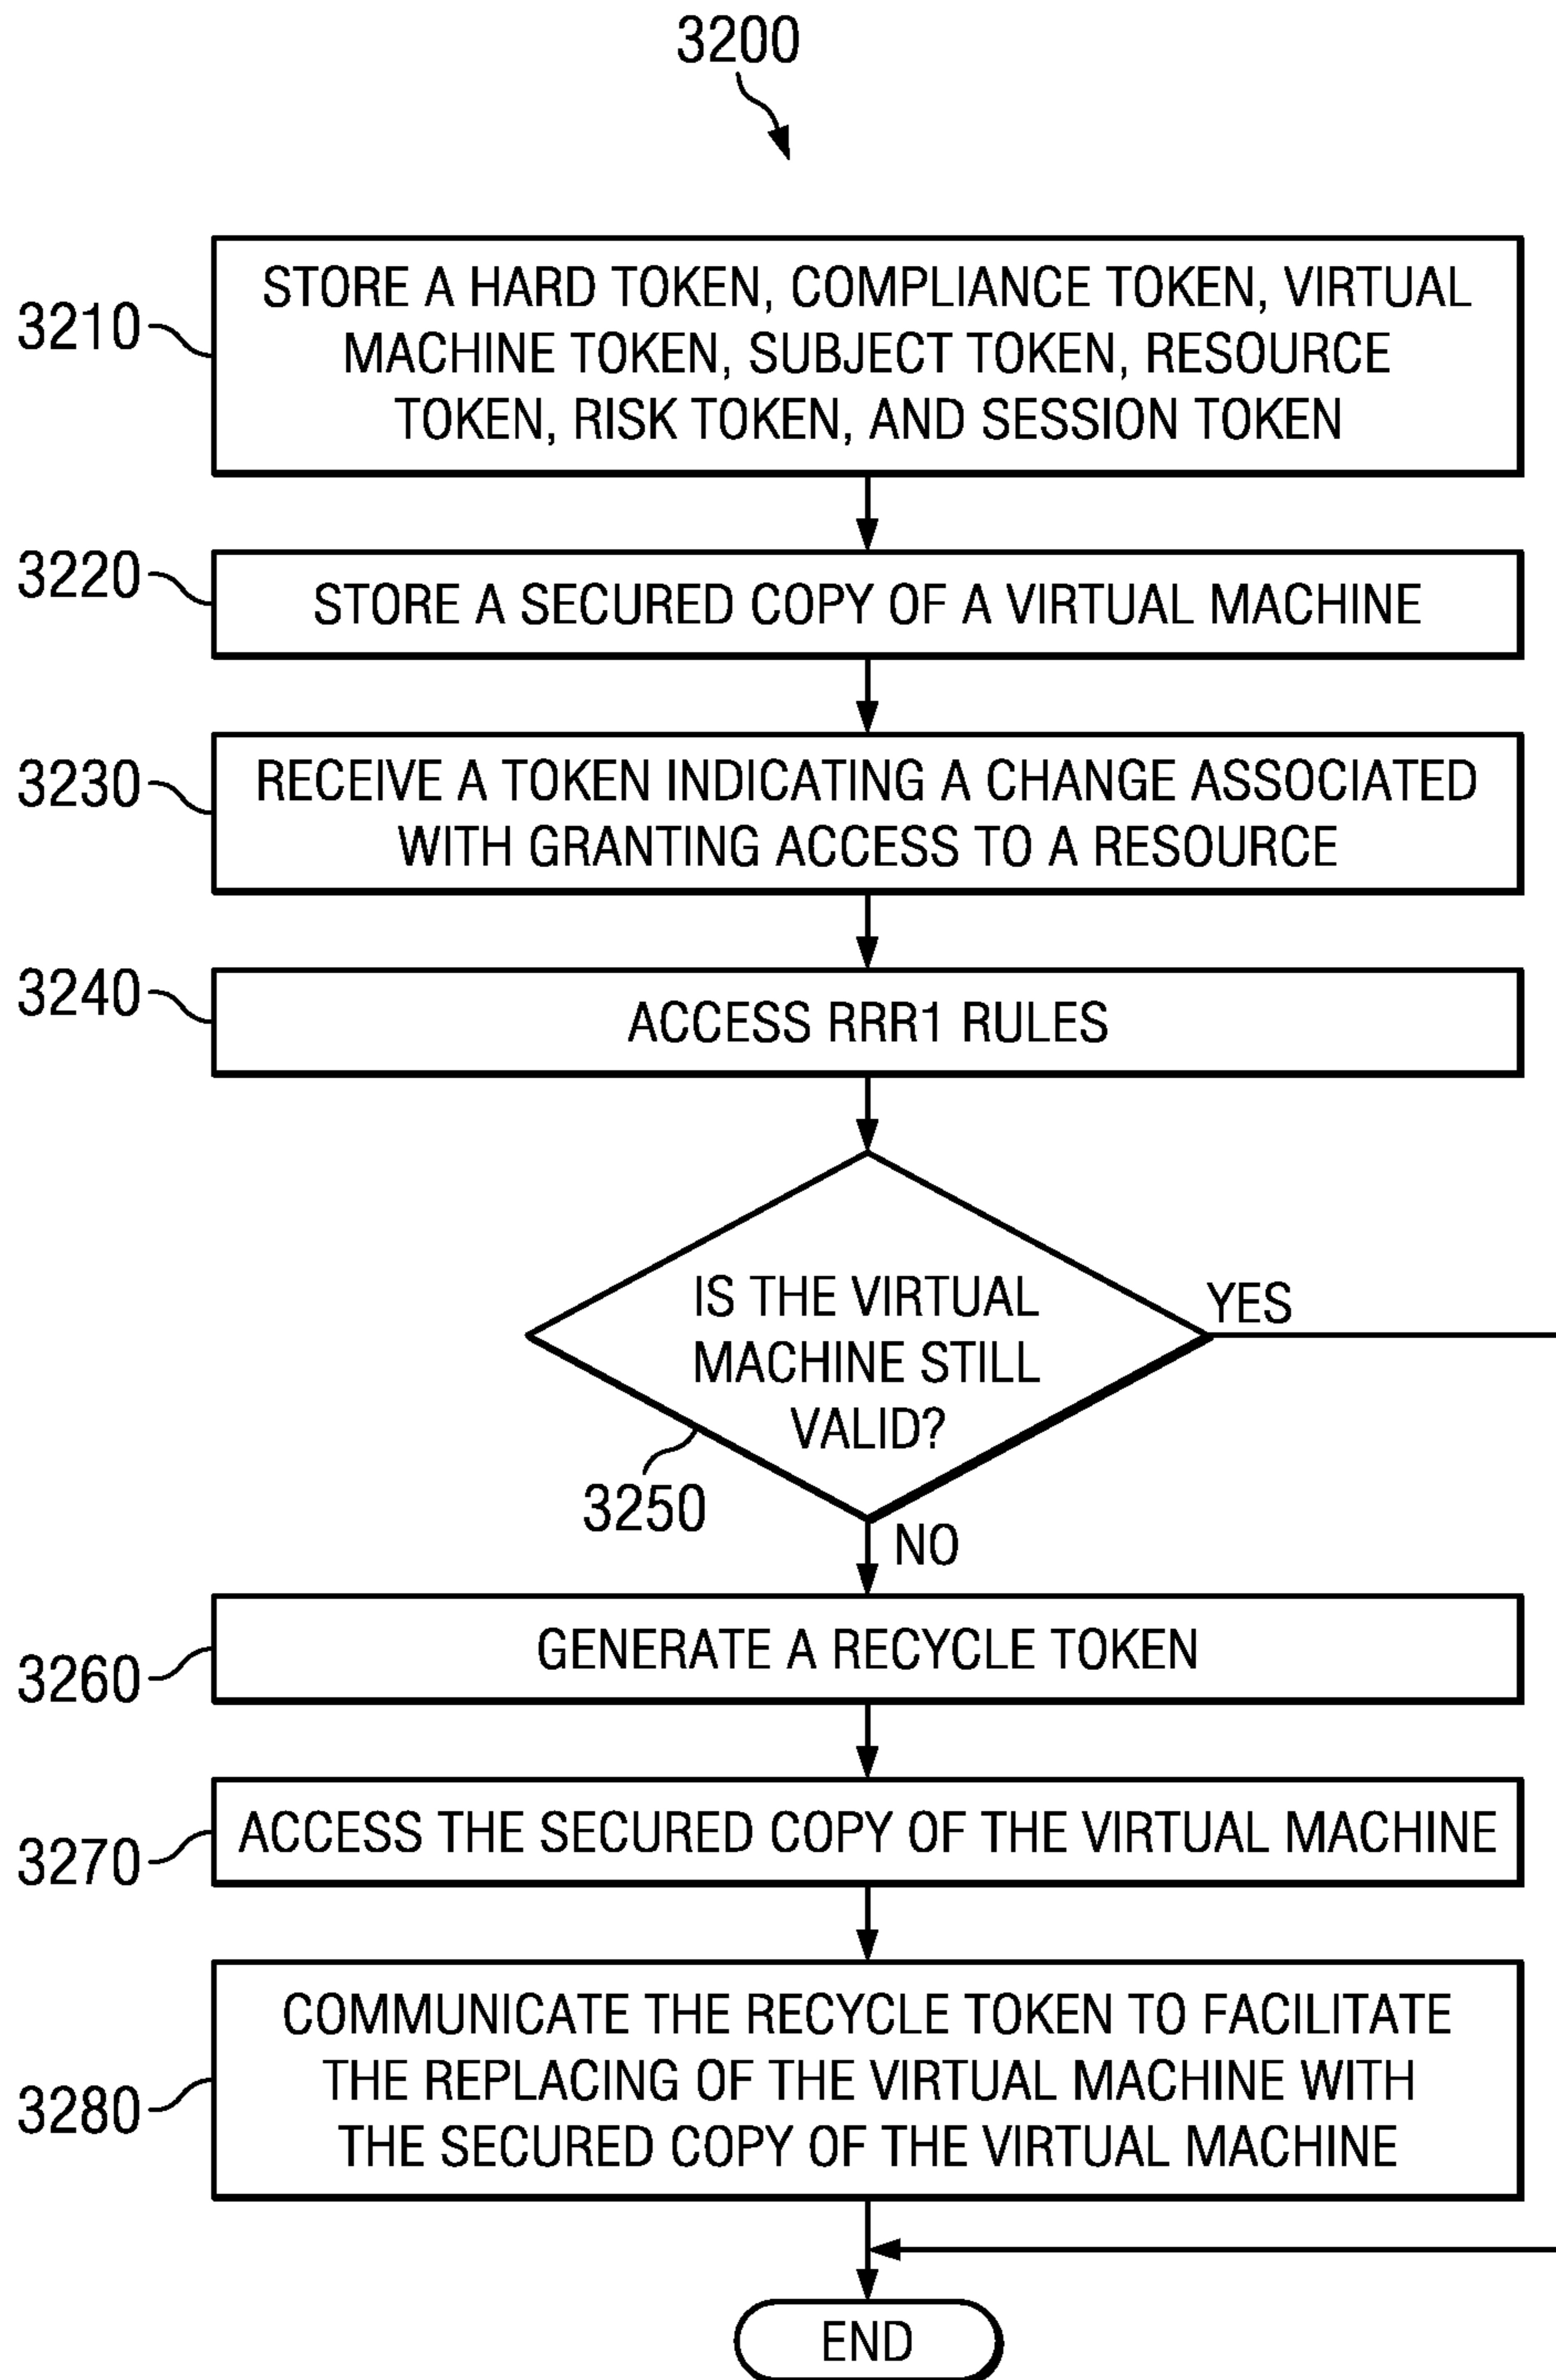 3200
3210
STORE A HARD TOKEN, COMPLIANCE TOKEN, VIRTUAL
MACHINE TOKEN, SUBJECT TOKEN, RESOURCE
TOKEN, RISK TOKEN, AND SESSION TOKEN
3220
STORE A SECURED COPY OF A VIRTUAL MACHINE
3230
RECEIVE A TOKEN INDICATING A CHANGE ASSOCIATED
WITH GRANTING ACCESS TO A RESOURCE
3240
ACCESS RRR1 RULES
IS THE VIRTUAL
MACHINE STILL
VALID?
YES
3250
NO
3260
GENERATE A RECYCLE TOKEN
3270
ACCESS THE SECURED COPY OF THE VIRTUAL MACHINE
3280
COMMUNICATE THE RECYCLE TOKEN TO FACILITATE
THE REPLACING OF THE VIRTUAL MACHINE WITH
THE SECURED COPY OF THE VIRTUAL MACHINE
END